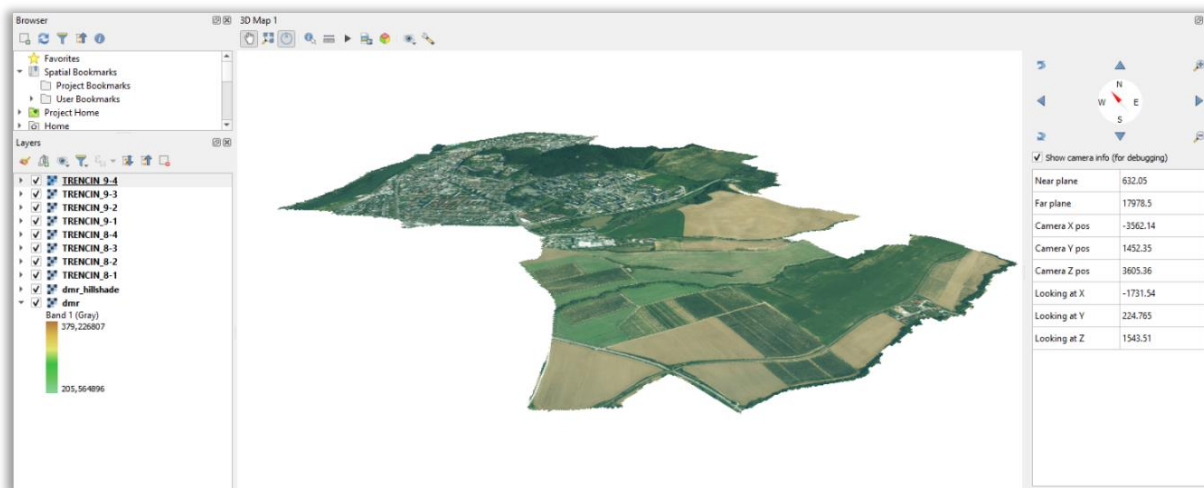 Browser
Favorites
Spatial Bookmarks
Project Bookmarks
User Bookmarks
Project Home
Home
Layers
TRENCIN_9-4
TRENCIN_9-3
TRENCIN_9-2
TRENCIN_9-1
TRENCIN_8-4
TRENCIN_8-3
TRENCIN_8-2
TRENCIN_8-1
dmr_hillshade
dmr
Band 1 (Gray)
379,226807
205,564896
3D Map 1
N
W E
S
Show camera info (for debugging)
Near plane 632.05
Far plane 17978.5
Camera X pos -3562.14
Camera Y pos 1452.35
Camera Z pos 3605.36
Looking at X -1731.54
Looking at Y 224.765
Looking at Z 1543.51